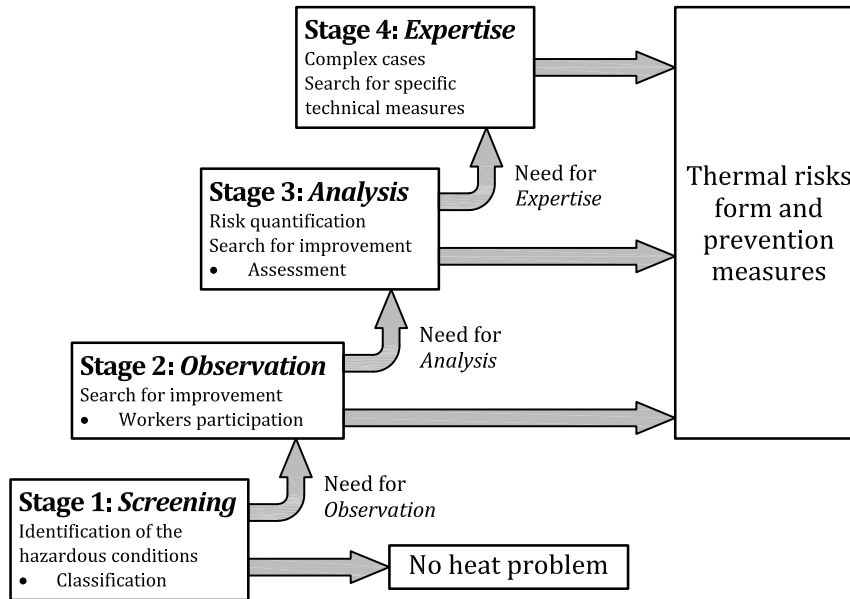 Stage 4: Expertise
Complex cases
Search for specific
technical measures
Need for
Expertise
Stage 3: Analysis
Risk quantification
Search for improvement
• Assessment
Thermal risks
form and
prevention
measures
Need for
Analysis
Stage 2: Observation
Search for improvement
• Workers participation
Need for
Observation
Stage 1: Screening
Identification of the
hazardous conditions
• Classification
No heat problem